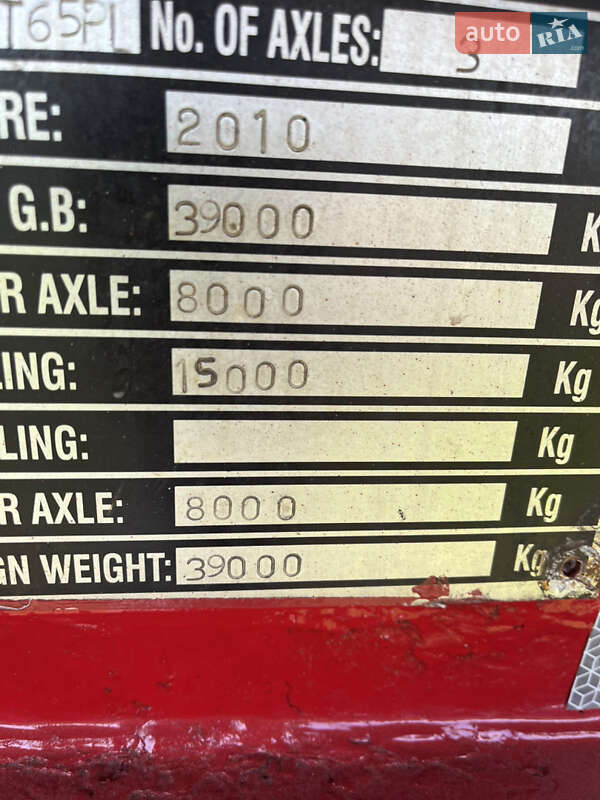 T65PL No. OF AXLES: 3
auto RIA .com
RE: 2010
G.B: 39000 K
R AXLE: 8000 Kg
LING: 15000 Kg
LING: Kg
R AXLE: 8000 Kg
GN WEIGHT: 39000 Kg